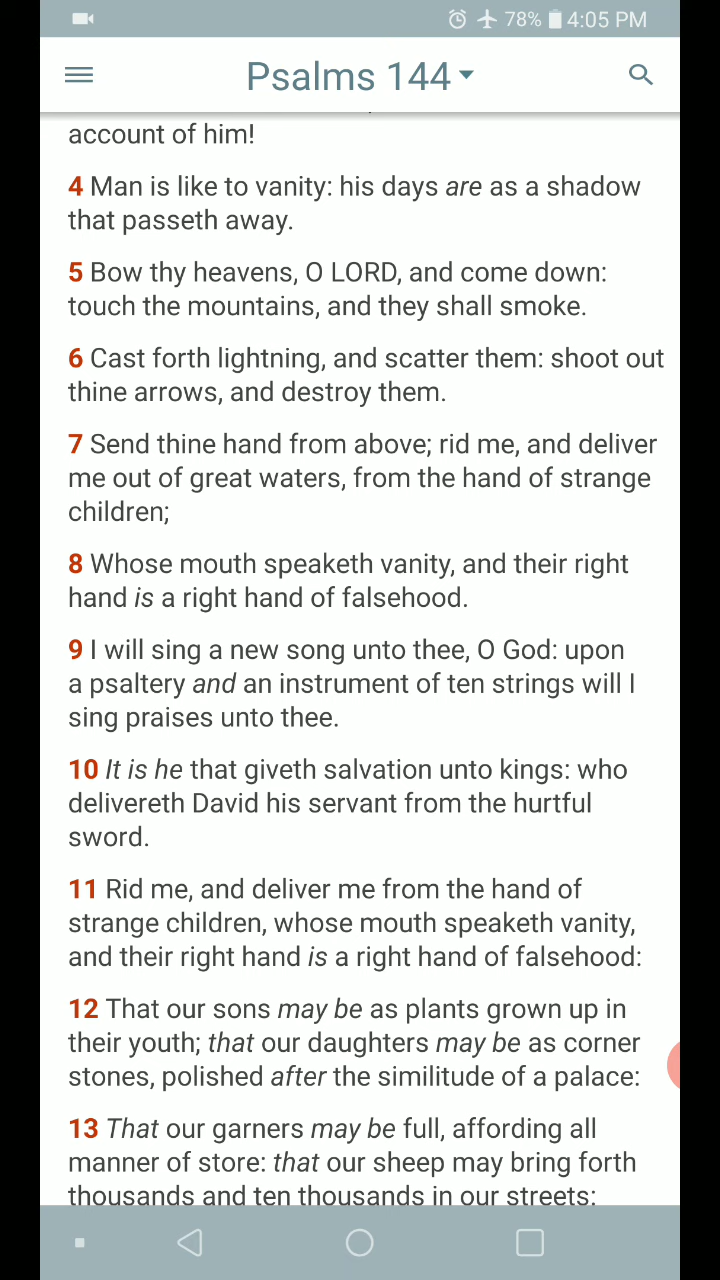 78% 4:05 PM
Psalms 144
account of him!
4 Man is like to vanity: his days are as a shadow
that passeth away.
5 Bow thy heavens, O LORD, and come down:
touch the mountains, and they shall smoke.
6 Cast forth lightning, and scatter them: shoot out
thine arrows, and destroy them.
7 Send thine hand from above; rid me, and deliver
me out of great waters, from the hand of strange
children;
8 Whose mouth speaketh vanity, and their right
hand is a right hand of falsehood.
9 I will sing a new song unto thee, O God: upon
a psaltery and an instrument of ten strings will I
sing praises unto thee.
10 It is he that giveth salvation unto kings: who
delivereth David his servant from the hurtful
sword.
11 Rid me, and deliver me from the hand of
strange children, whose mouth speaketh vanity,
and their right hand is a right hand of falsehood:
12 That our sons may be as plants grown up in
their youth; that our daughters may be as corner
stones, polished after the similitude of a palace:
13 That our garners may be full, affording all
manner of store: that our sheep may bring forth
thousands and ten thousands in our streets: